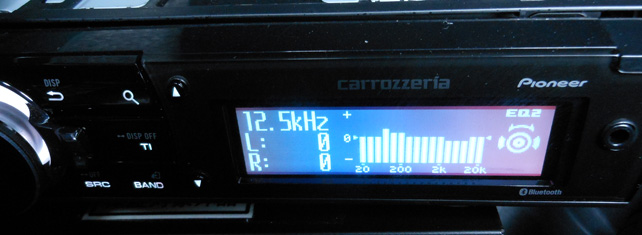 DISP
carrozzeria
Pioneer
12.5kHz
+
EQ2
L: 0
0
R: 0
-
20 200 2k 20k
DISP OFF
TI
SRC
BAND
Bluetooth